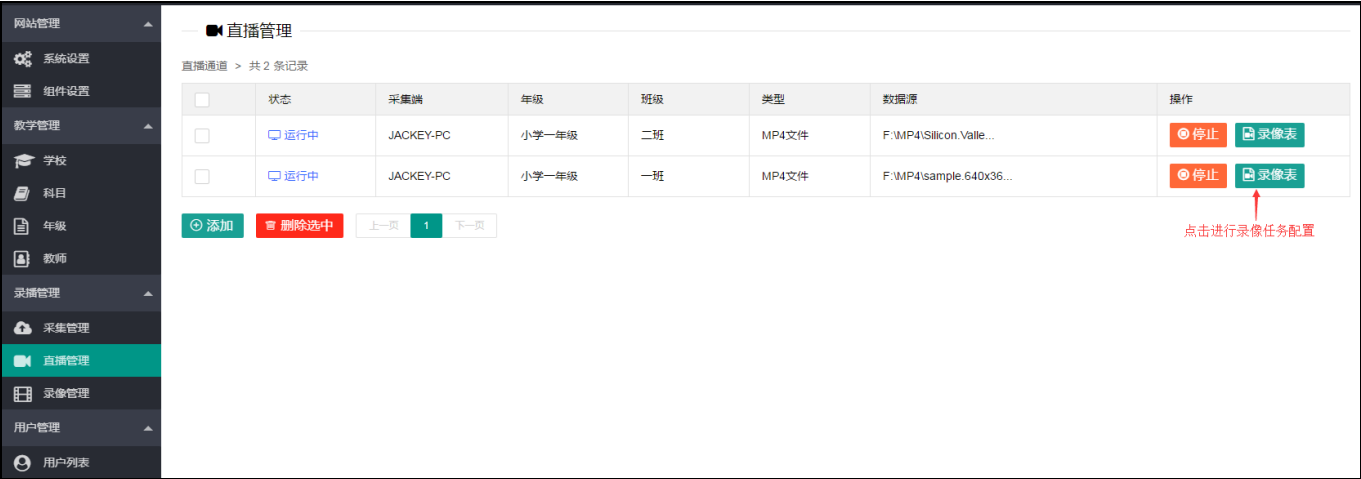 网站管理
系统设置
组件设置
教学管理
学校
科目
年级
教师
录播管理
采集管理
直播管理
录像管理
用户管理
用户列表
直播管理
直播通道 > 共 2 条记录
状态 采集端 年级 班级 类型 数据源 操作
运行中 JACKEY-PC 小学一年级 二班 MP4文件 F:\MP4\Silicon.Valle... 停止 录像表
运行中 JACKEY-PC 小学一年级 一班 MP4文件 F:\MP4\sample.640x36... 停止 录像表
添加 删除选中 上一页 1 下一页
点击进行录像任务配置